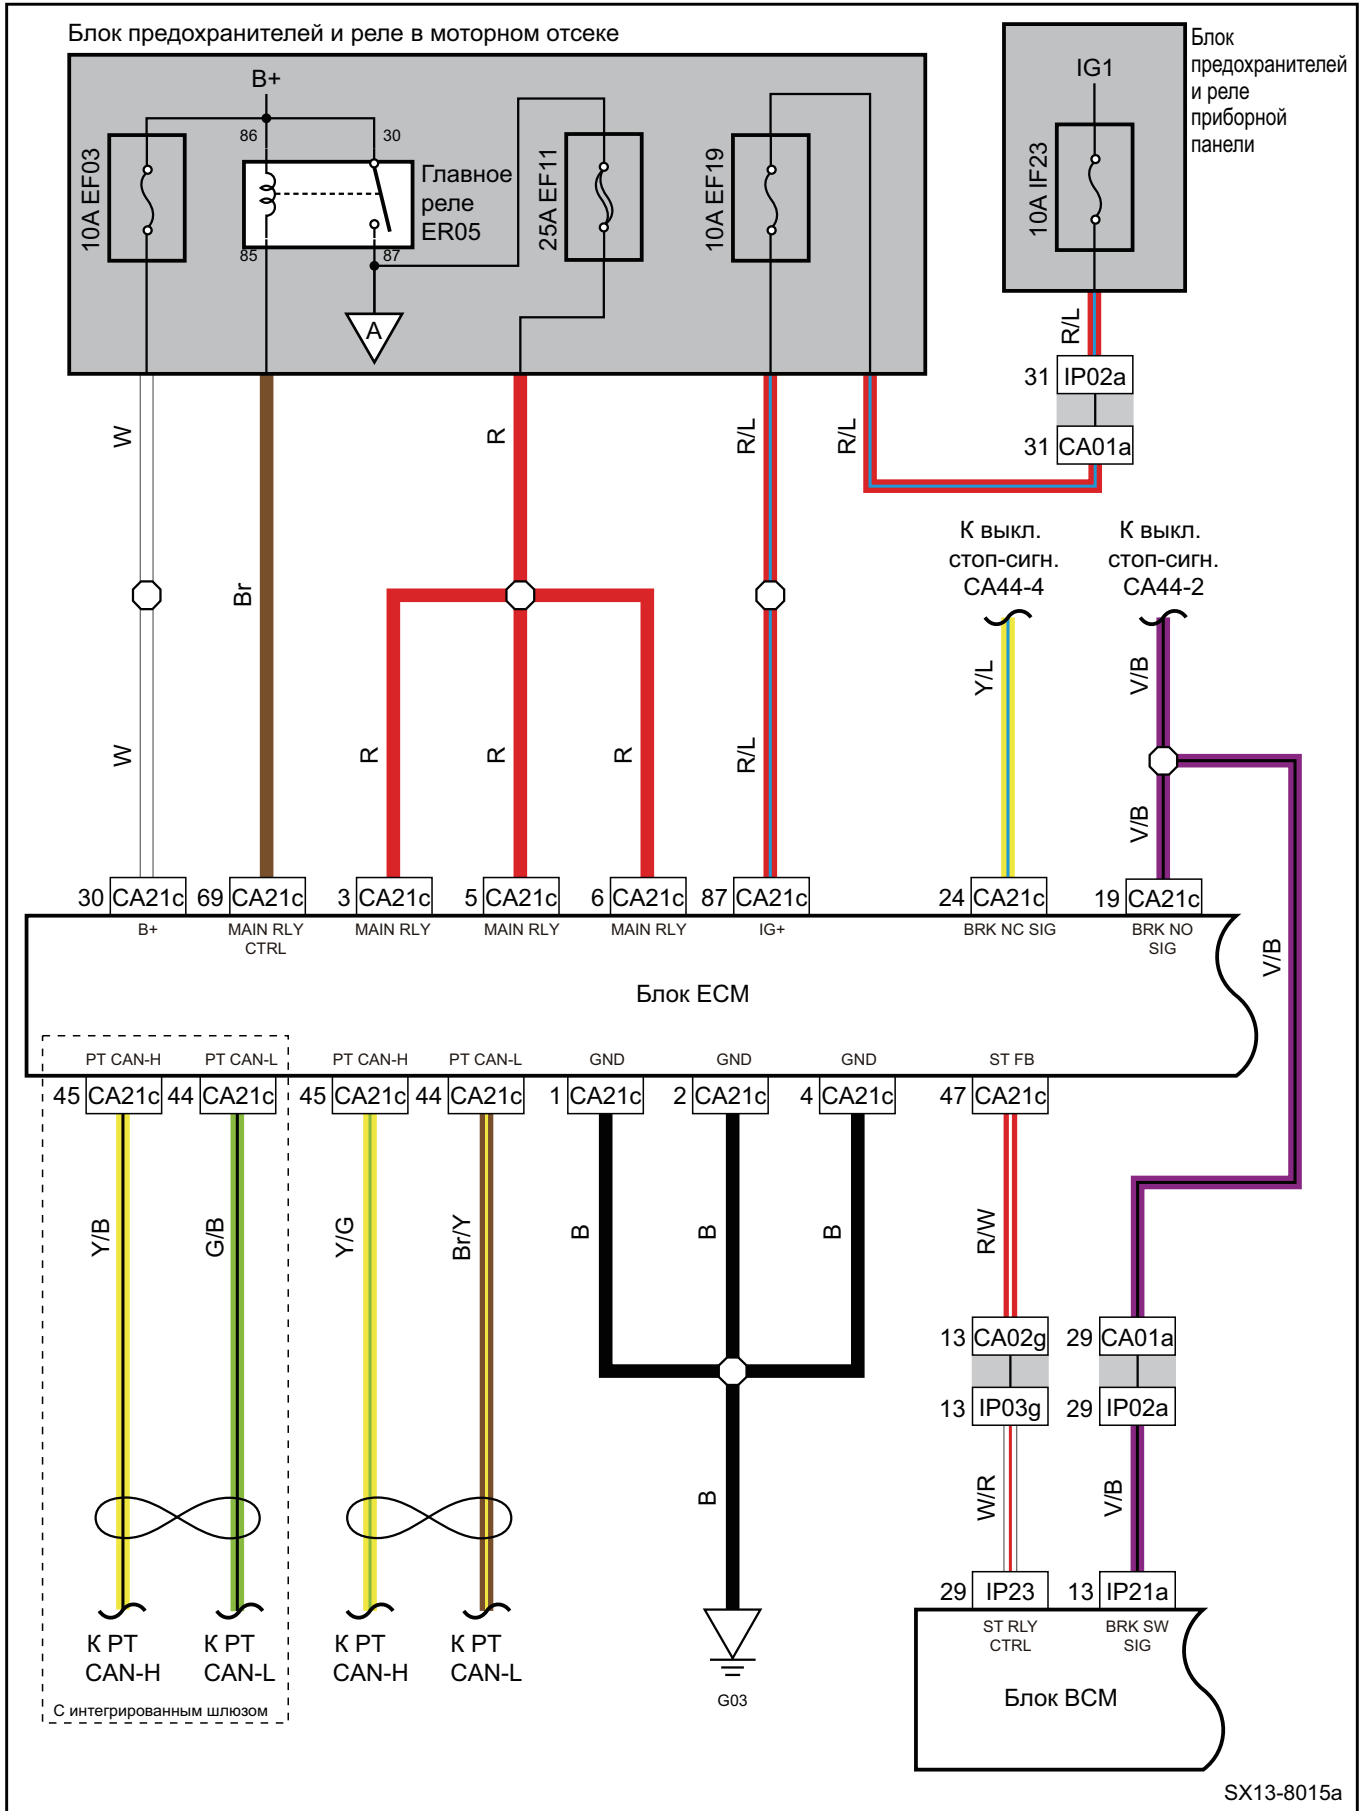 Блок предохранителей и реле в моторном отсеке
Блок
предохранителей
и реле
приборной
панели
B+
IG1
86
30
10A EF03
Главное
реле
ER05
25A EF11
10A EF19
10A IF23
85
87
A
R/L
31 IP02a
31 CA01a
W
R
R/L
R/L
К выкл.
стоп-сигн.
CA44-4
К выкл.
стоп-сигн.
CA44-2
Br
Y/L
V/B
W
R
R
R
R/L
V/B
V/B
30 CA21c
69 CA21c
3 CA21c
5 CA21c
6 CA21c
87 CA21c
24 CA21c
19 CA21c
B+
MAIN RLY
CTRL
MAIN RLY
MAIN RLY
MAIN RLY
IG+
BRK NC SIG
BRK NO
SIG
Блок ECM
PT CAN-H
PT CAN-L
PT CAN-H
PT CAN-L
GND
GND
GND
ST FB
45 CA21c
44 CA21c
45 CA21c
44 CA21c
1 CA21c
2 CA21c
4 CA21c
47 CA21c
Y/B
G/B
Y/G
Br/Y
B
B
B
R/W
13 CA02g
29 CA01a
13 IP03g
29 IP02a
B
W/R
V/B
29 IP23
13 IP21a
ST RLY
CTRL
BRK SW
SIG
К PT
CAN-H
К PT
CAN-L
К PT
CAN-H
К PT
CAN-L
С интегрированным шлюзом
G03
Блок BCM
SX13-8015a